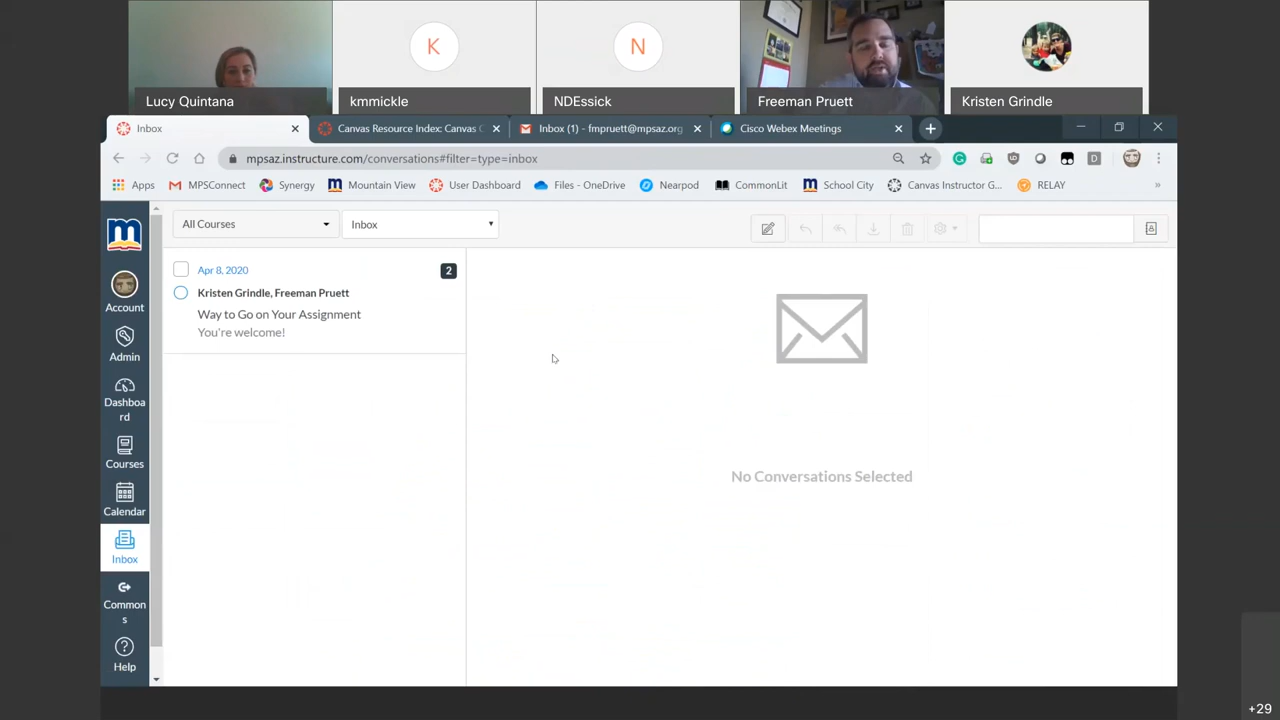 K
N
Lucy Quintana
kmmickle
NDEssick
Freeman Pruett
Kristen Grindle
Inbox
Canvas Resource Index: Canvas C
Inbox (1) - fmpruett@mpsaz.org
Cisco Webex Meetings
mpsaz.instructure.com/conversations#filter=type=inbox
Apps
MPSConnect
Synergy
Mountain View
User Dashboard
Files - OneDrive
Nearpod
CommonLit
School City
Canvas Instructor G...
RELAY
»
All Courses
Inbox
Apr 8, 2020
2
Kristen Grindle, Freeman Pruett
Way to Go on Your Assignment
You're welcome!
No Conversations Selected
Account
Admin
Dashboa
rd
Courses
Calendar
Inbox
Common
s
Help
+29